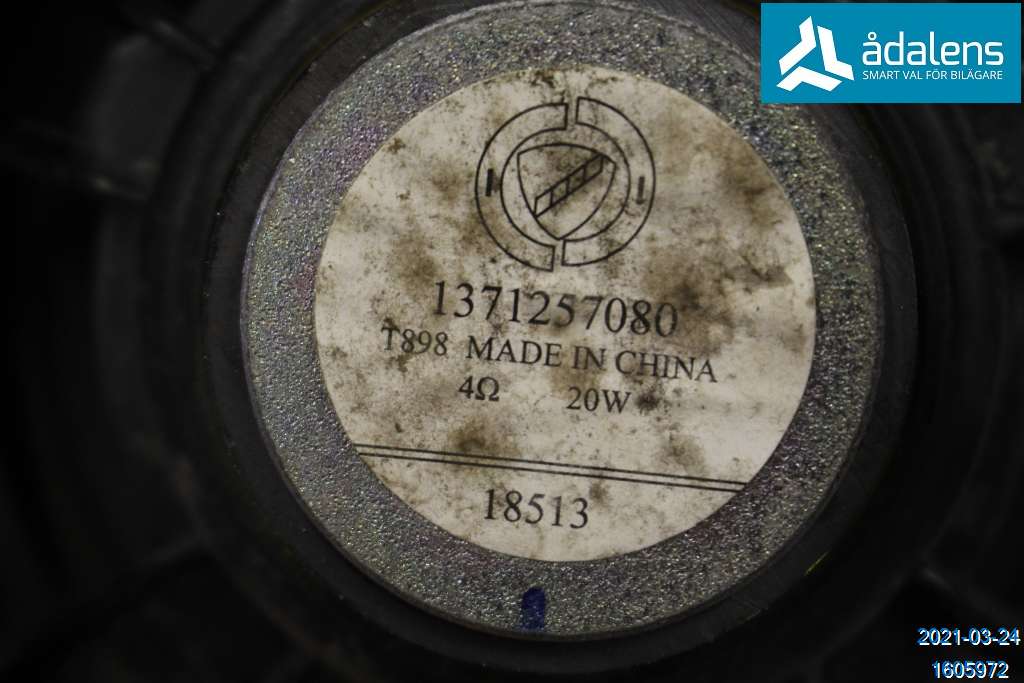 ådalens
SMART VAL FÖR BILÄGARE
1371257080
T898 MADE IN CHINA
4Ω 20W
18513
2021-03-24
1605972